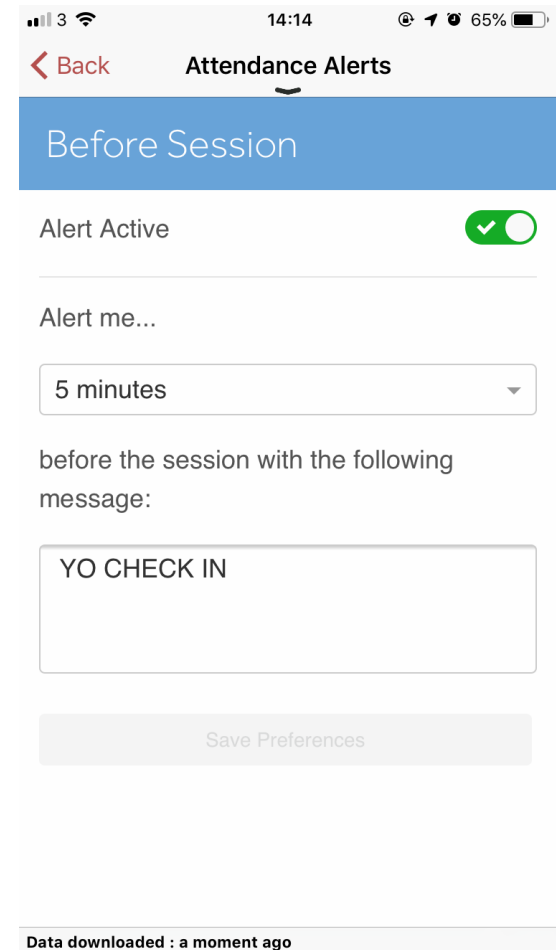 3 14:14 65%
Back Attendance Alerts
Before Session
Alert Active
Alert me...
5 minutes
before the session with the following
message:
YO CHECK IN
Save Preferences
Data downloaded : a moment ago